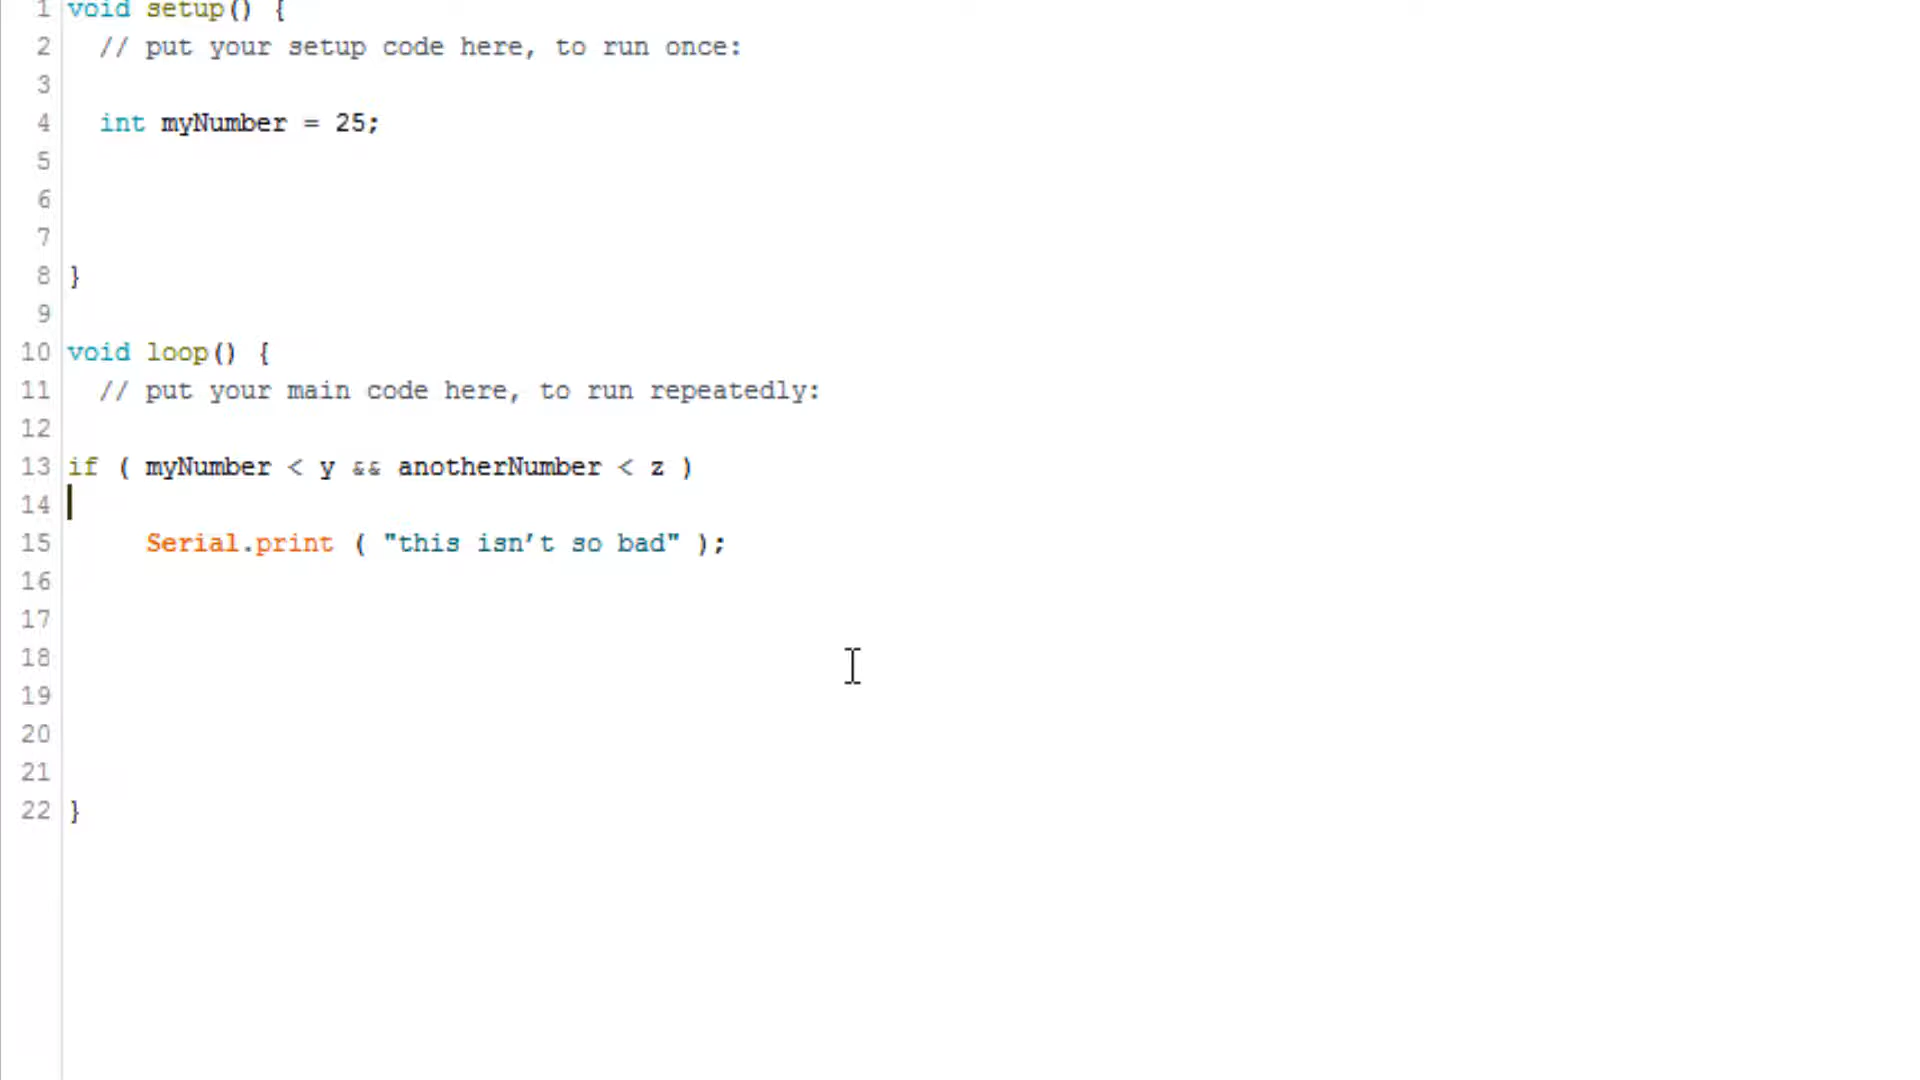 1 void setup() {
2 // put your setup code here, to run once:
3
4 int myNumber = 25;
5
6
7
8 }
9
10 void loop() {
11 // put your main code here, to run repeatedly:
12
13 if ( myNumber < y && anotherNumber < z )
14
15 Serial.print ( "this isn’t so bad" );
16
17
18
19
20
21
22 }